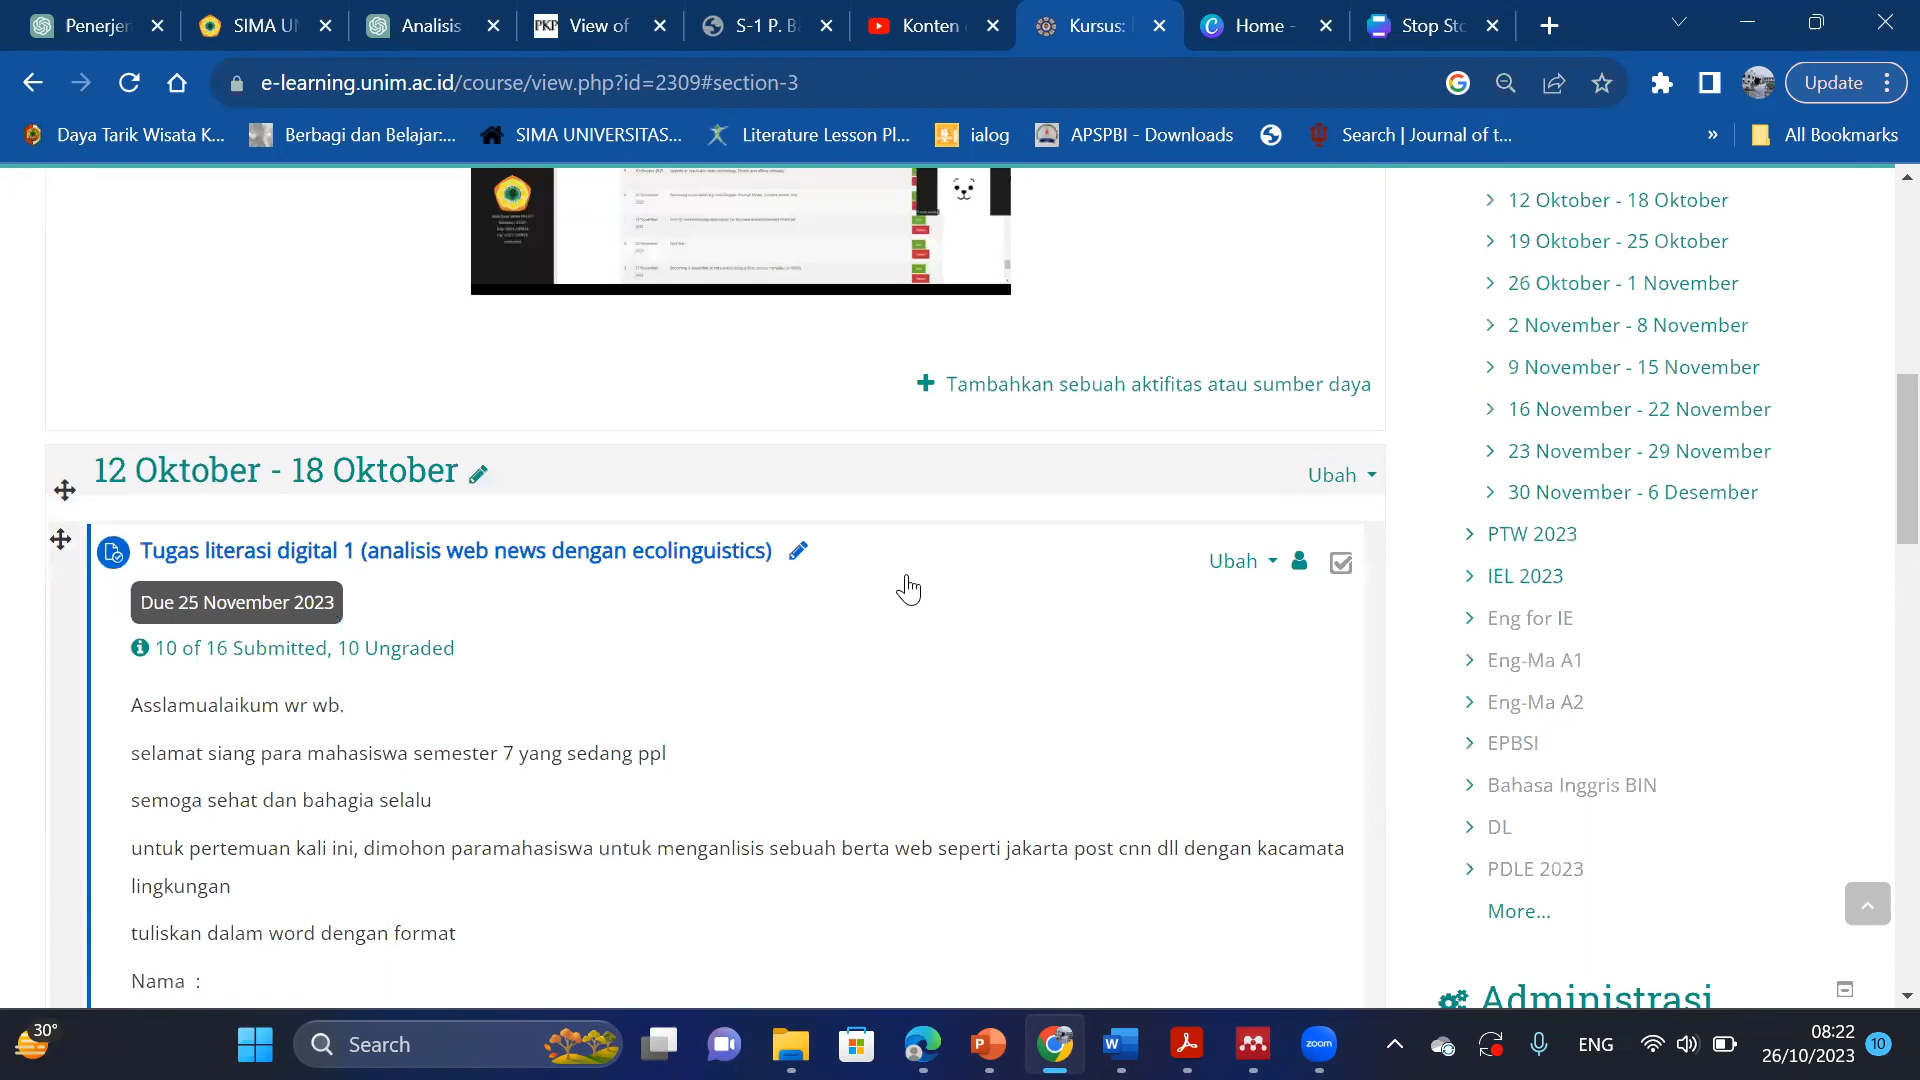 Penerjer
SIMA UI
Analisis
PKP View of
S-1 P. Ba
Konten
Kursus:
Home -
Stop Sto
e-learning.unim.ac.id/course/view.php?id=2309#section-3
Update
Daya Tarik Wisata K...
Berbagi dan Belajar:...
SIMA UNIVERSITAS...
Literature Lesson Pl...
ialog
APSPBI - Downloads
Search | Journal of t...
»
All Bookmarks
Tambahkan sebuah aktifitas atau sumber daya
12 Oktober - 18 Oktober
Ubah
Tugas literasi digital 1 (analisis web news dengan ecolinguistics)
Ubah
Due 25 November 2023
10 of 16 Submitted, 10 Ungraded
Asslamualaikum wr wb.
selamat siang para mahasiswa semester 7 yang sedang ppl
semoga sehat dan bahagia selalu
untuk pertemuan kali ini, dimohon paramahasiswa untuk menganlisis sebuah berta web seperti jakarta post cnn dll dengan kacamata
lingkungan
tuliskan dalam word dengan format
Nama :
12 Oktober - 18 Oktober
19 Oktober - 25 Oktober
26 Oktober - 1 November
2 November - 8 November
9 November - 15 November
16 November - 22 November
23 November - 29 November
30 November - 6 Desember
PTW 2023
IEL 2023
Eng for IE
Eng-Ma A1
Eng-Ma A2
EPBSI
Bahasa Inggris BIN
DL
PDLE 2023
More...
Administrasi
30°
Search
zoom
ENG
08:22
26/10/2023
10